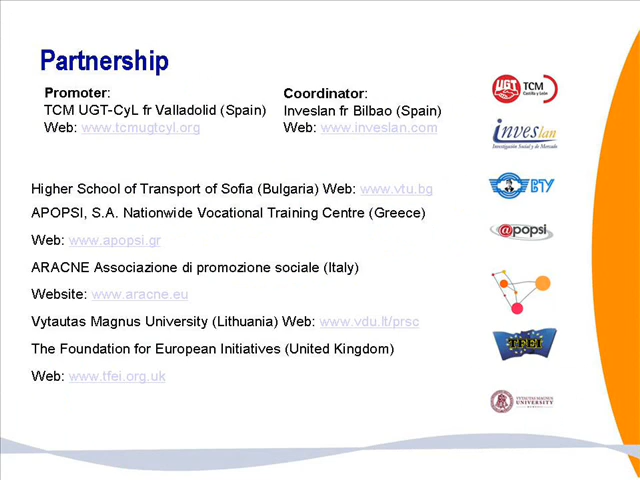 Partnership
Promoter:
TCM UGT-CyL fr Valladolid (Spain)
Web: www.tcmugtcyl.org
Coordinator:
Inveslan fr Bilbao (Spain)
Web: www.inveslan.com
Higher School of Transport of Sofia (Bulgaria) Web: www.vtu.bg
APOPSI, S.A. Nationwide Vocational Training Centre (Greece)
Web: www.apopsi.gr
ARACNE Associazione di promozione sociale (Italy)
Website: www.aracne.eu
Vytautas Magnus University (Lithuania) Web: www.vdu.lt/prsc
The Foundation for European Initiatives (United Kingdom)
Web: www.tfei.org.uk
UGT TCM
Castilla y León
inveslan
Investigación Social y de Mercado
ВТУ
@popsi
TFEI
VYTAUTAS MAGNUS
UNIVERSITY